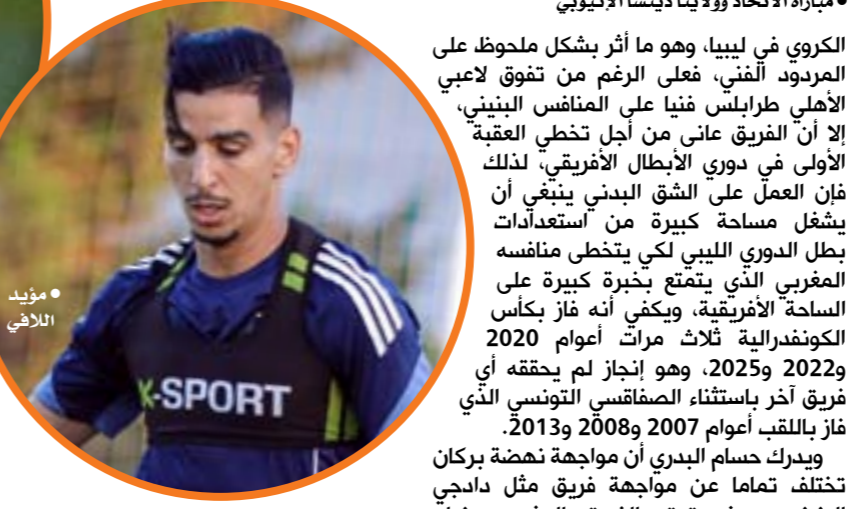 • مباراة الاتحاد وولايتا ديتشا الإثيوبي
الكروي في ليبيا، وهو ما أثر بشكل ملحوظ على
المردود الفني، فعلى الرغم من تفوق لاعبي
الأهلي طرابلس فنيا على المنافس البنيني،
إلا أن الفريق عانى من أجل تخطي العقبة
الأولى في دوري الأبطال الأفريقي، لذلك
فإن العمل على الشق البدني ينبغي أن
يشغل مساحة كبيرة من استعدادات
بطل الدوري الليبي لكي يتخطى منافسه
المغربي الذي يتمتع بخبرة كبيرة على
الساحة الأفريقية، ويكفي أنه فاز بكأس
الكونفدرالية ثلاث مرات أعوام 2020
و2022 و2025، وهو إنجاز لم يحققه أي
فريق آخر باستثناء الصفاقسي التونسي الذي
فاز باللقب أعوام 2007 و2008 و2013.
ويدرك حسام البدري أن مواجهة نهضة بركان
تختلف تماما عن مواجهة فريق مثل دادجي
• مؤيد
اللافي
K-SPORT